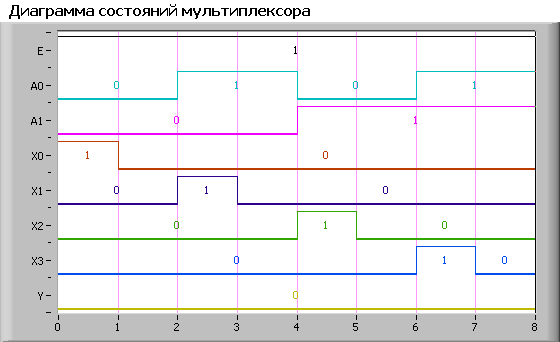 Диаграмма состояний мультиплексора
E 1
A0 0 1 0 1
A1 0 1
X0 1 0
X1 0 1 0
X2 0 1 0
X3 0 1 0
Y 0
0 1 2 3 4 5 6 7 8